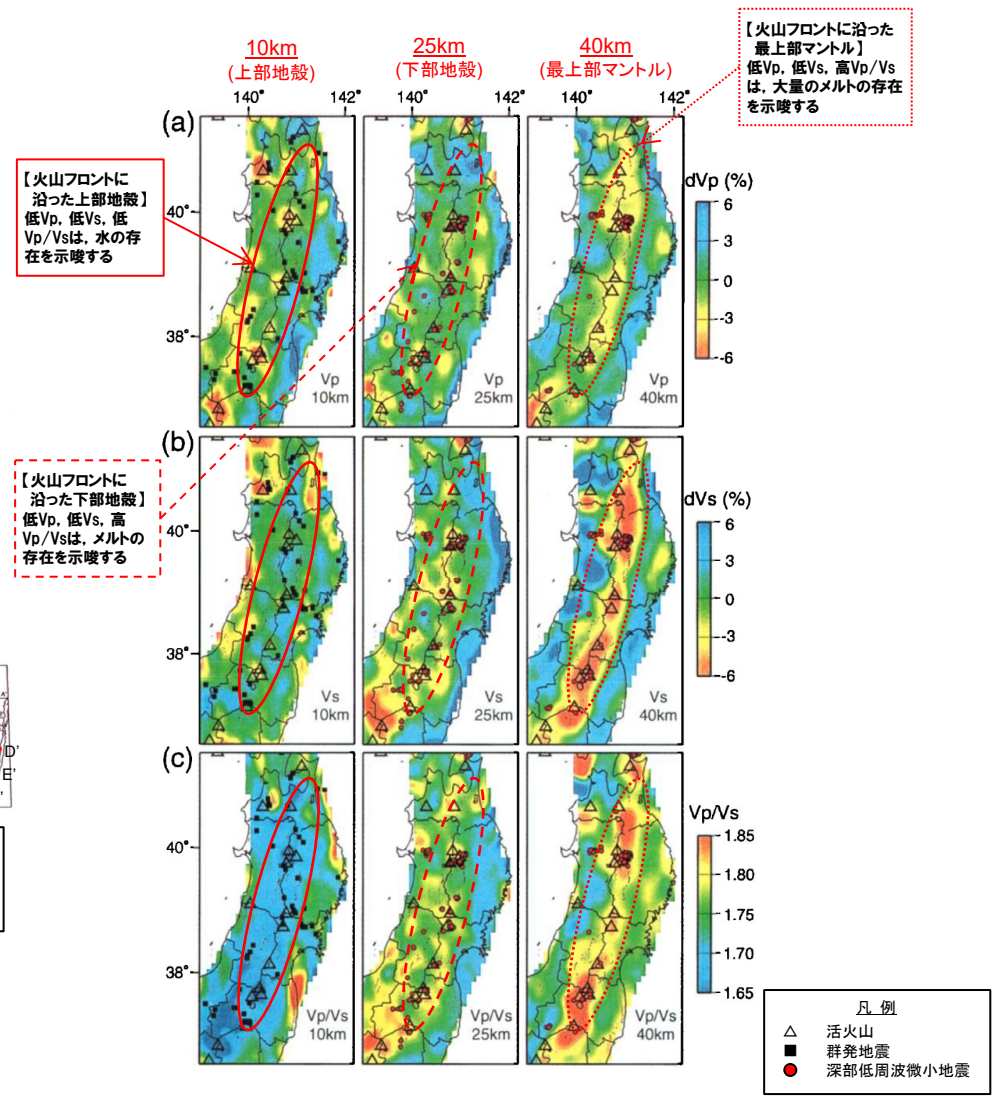 10km
(上部地殻)
25km
(下部地殻)
40km
(最上部マントル)
【火山フロントに沿った
最上部マントル】
低Vp, 低Vs, 高Vp/Vs
は, 大量のメルトの存在
を示唆する
140°
142°
140°
142°
140°
142°
(a)
【火山フロントに
沿った上部地殻】
低Vp, 低Vs, 低
Vp/Vsは, 水の存
在を示唆する
40°
38°
Vp
10km
Vp
25km
Vp
40km
dVp (%)
6
3
0
-3
-6
(b)
【火山フロントに
沿った下部地殻】
低Vp, 低Vs, 高
Vp/Vsは, メルトの
存在を示唆する
40°
38°
Vs
10km
Vs
25km
Vs
40km
dVs (%)
6
3
0
-3
-6
D'
E'
(c)
40°
38°
Vp/Vs
10km
Vp/Vs
25km
Vp/Vs
40km
Vp/Vs
1.85
1.80
1.75
1.70
1.65
凡 例
活火山
群発地震
深部低周波微小地震